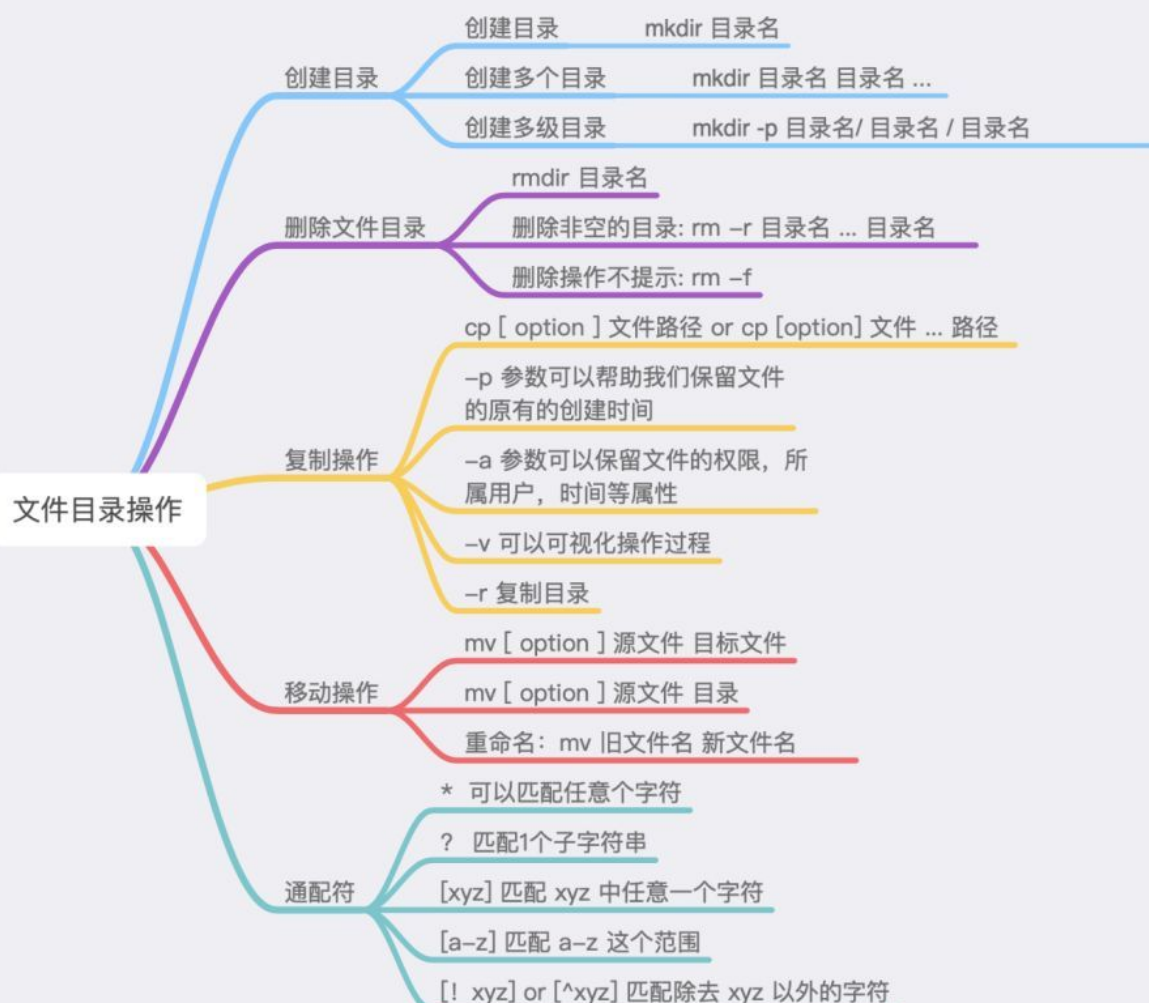 文件目录操作
创建目录
创建目录 mkdir 目录名
创建多个目录 mkdir 目录名 目录名 ...
创建多级目录 mkdir -p 目录名/ 目录名 / 目录名
删除文件目录
rmdir 目录名
删除非空的目录: rm –r 目录名 ... 目录名
删除操作不提示: rm –f
复制操作
cp [ option ] 文件路径 or cp [option] 文件 ... 路径
–p 参数可以帮助我们保留文件
的原有的创建时间
–a 参数可以保留文件的权限，所
属用户，时间等属性
–v 可以可视化操作过程
–r 复制目录
移动操作
mv [ option ] 源文件 目标文件
mv [ option ] 源文件 目录
重命名：mv 旧文件名 新文件名
通配符
* 可以匹配任意个字符
? 匹配1个子字符串
[xyz] 匹配 xyz 中任意一个字符
[a–z] 匹配 a–z 这个范围
[! xyz] or [^xyz] 匹配除去 xyz 以外的字符